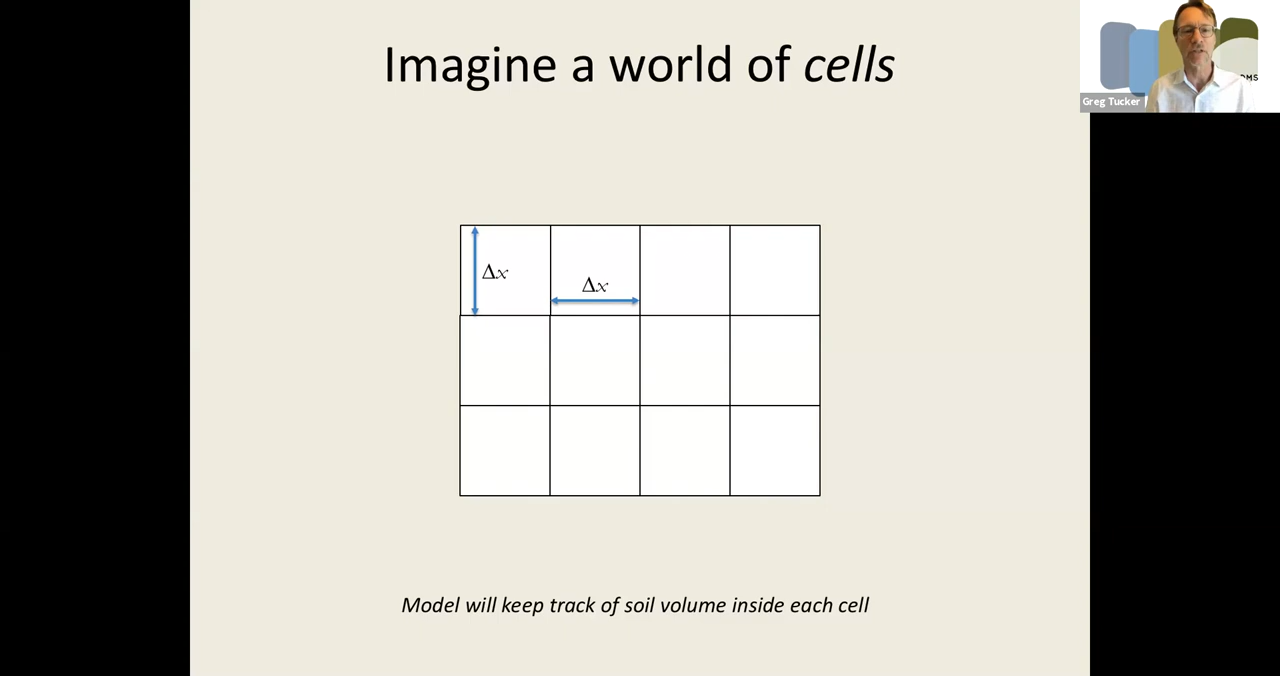 Imagine a world of cells
Greg Tucker
Δx
Δx
Model will keep track of soil volume inside each cell